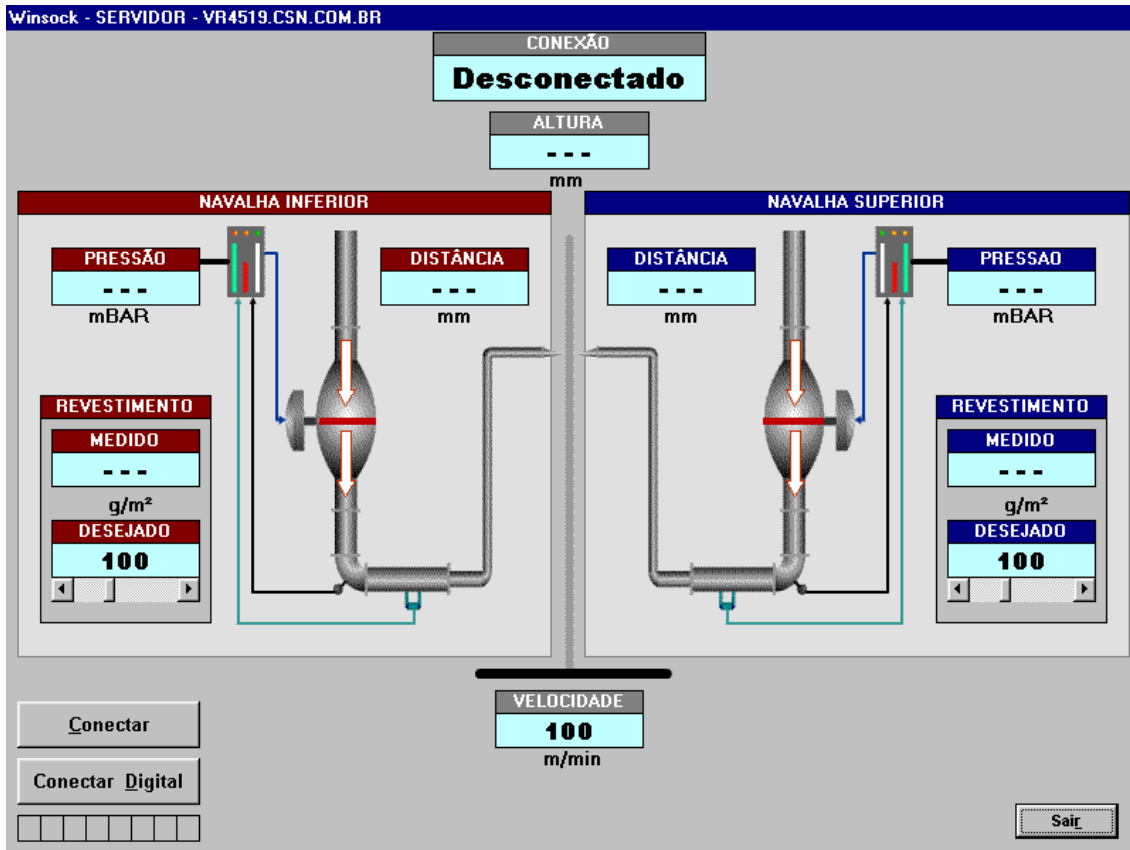 Winsock - SERVIDOR - VR4519.CSN.COM.BR
CONEXÃO
Desconectado
ALTURA
- - -
mm
NAVALHA INFERIOR
PRESSÃO
- - -
mBAR
DISTÂNCIA
- - -
mm
REVESTIMENTO
MEDIDO
- - -
g/m²
DESEJADO
100
NAVALHA SUPERIOR
DISTÂNCIA
- - -
mm
PRESSAO
- - -
mBAR
REVESTIMENTO
MEDIDO
- - -
g/m²
DESEJADO
100
VELOCIDADE
100
m/min
Conectar
Conectar Digital
Sair